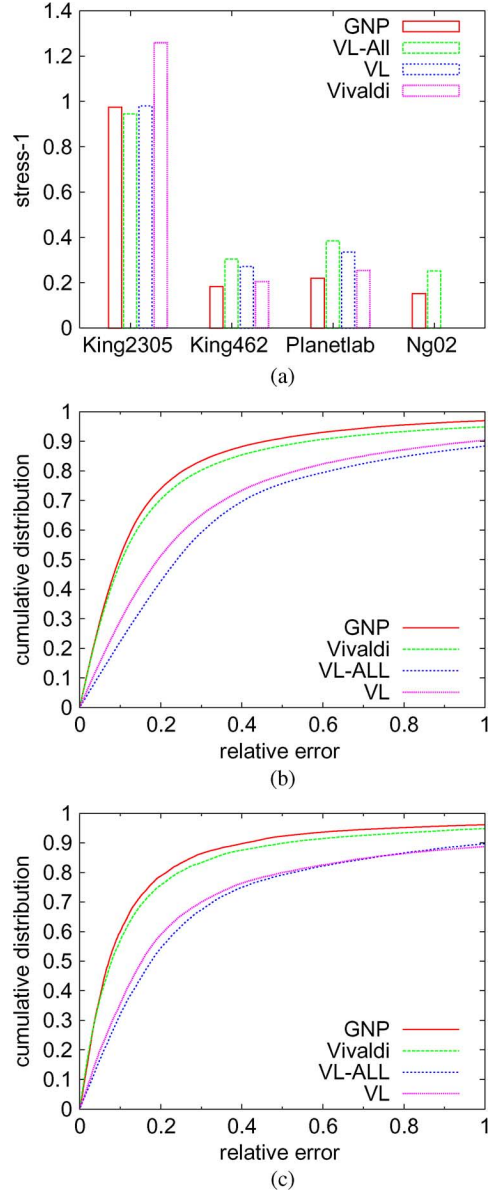 1.4
1.2
1
0.8
0.6
0.4
0.2
0
stress-1
GNP
VL-All
VL
Vivaldi
King2305 King462 Planetlab Ng02
(a)
1
0.9
0.8
0.7
0.6
0.5
0.4
0.3
0.2
0.1
0
cumulative distribution
GNP
Vivaldi
VL-ALL
VL
0 0.2 0.4 0.6 0.8 1
relative error
(b)
1
0.9
0.8
0.7
0.6
0.5
0.4
0.3
0.2
0.1
0
cumulative distribution
GNP
Vivaldi
VL-ALL
VL
0 0.2 0.4 0.6 0.8 1
relative error
(c)